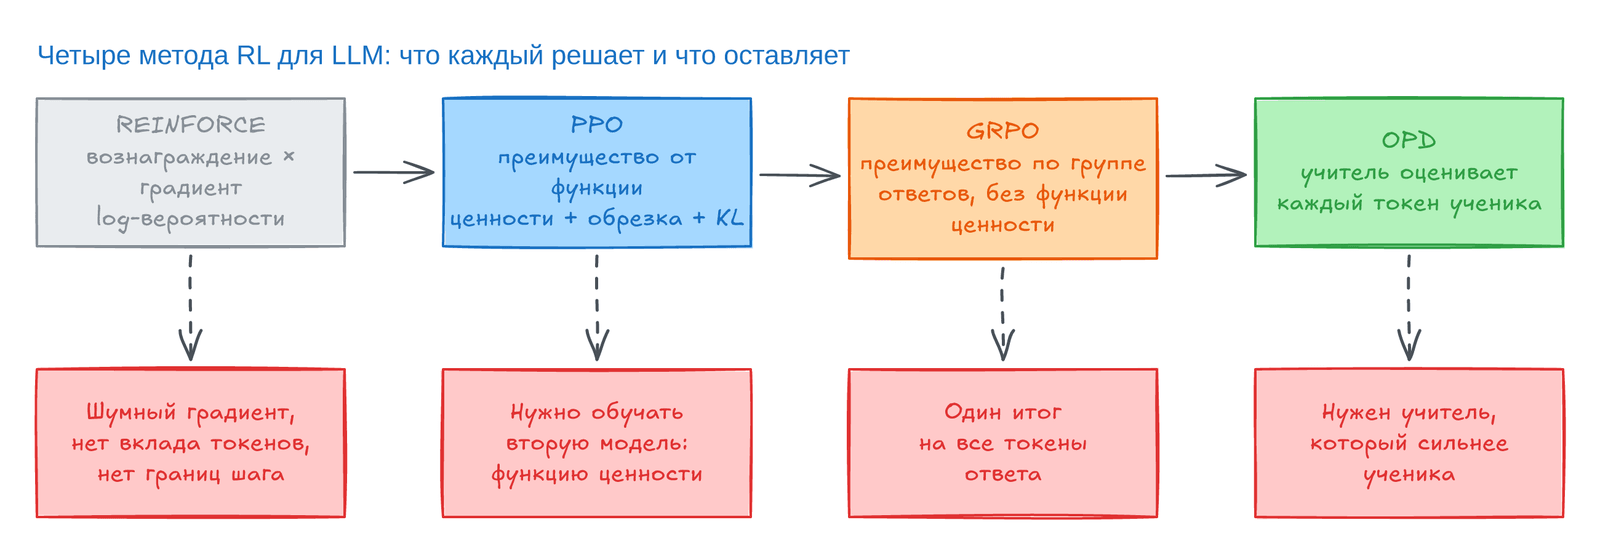 Четыре метода RL для LLM: что каждый решает и что оставляет
REINFORCE
вознаграждение ×
градиент
log-вероятности
PPO
преимущество от
функции
ценности + обрезка + KL
GRPO
преимущество по группе
ответов, без функции
ценности
OPD
учитель оценивает
каждый токен ученика
Шумный градиент,
нет вклада токенов,
нет границ шага
Нужно обучать
вторую модель:
функцию ценности
Один итог
на все токены
ответа
Нужен учитель,
который сильнее
ученика